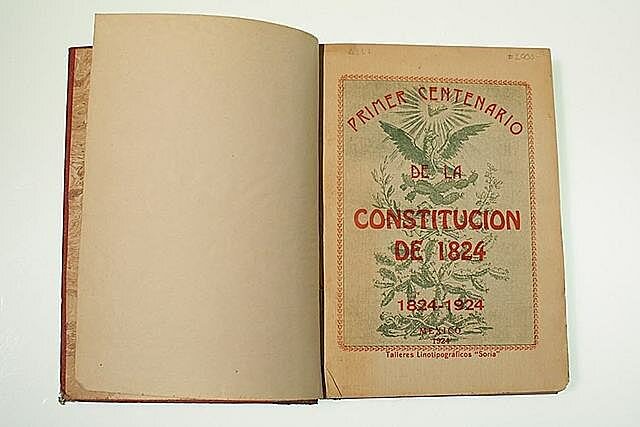 PRIMER CENTENARIO
DE LA
CONSTITUCION
DE 1824
1824-1924
MEXICO
1924
Talleres Linotipográficos "Soria"